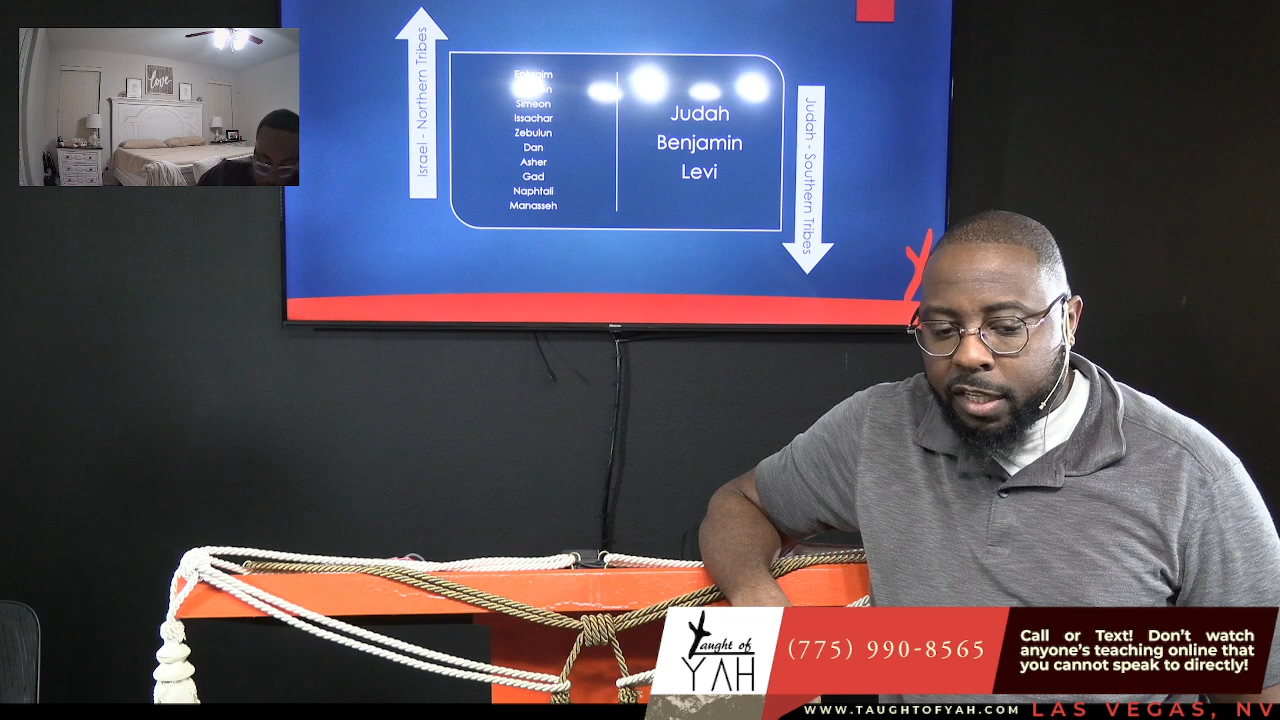 love
Israel - Northern Tribes
Ephraim
Simeon
Issachar
Zebulun
Dan
Asher
Gad
Naphtali
Manasseh
Judah
Benjamin
Levi
Judah - Southern Tribes
Taught of
YAH
(775) 990-8565
Call or Text! Don't watch
anyone's teaching online that
you cannot speak to directly!
WWW.TAUGHTOFYAH.COM
LAS VEGAS, NV